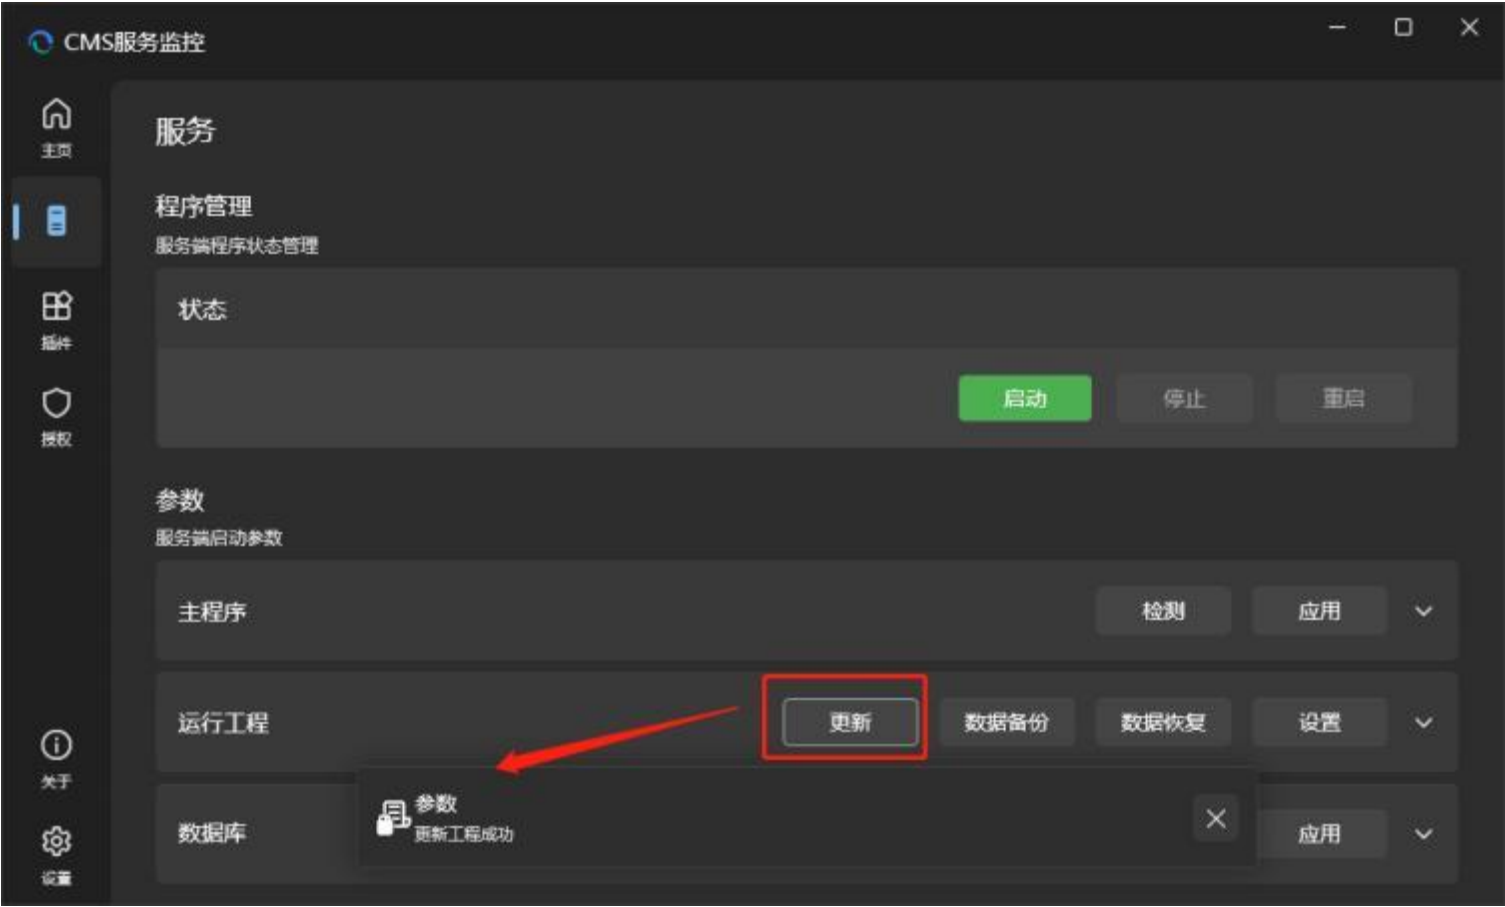 CMS服务监控
主页
服务
程序管理
服务端程序状态管理
状态
插件
启动 停止 重启
授权
参数
服务端启动参数
主程序 检测 应用
运行工程 更新 数据备份 数据恢复 设置
关于
参数
更新工程成功
数据库 应用
设置